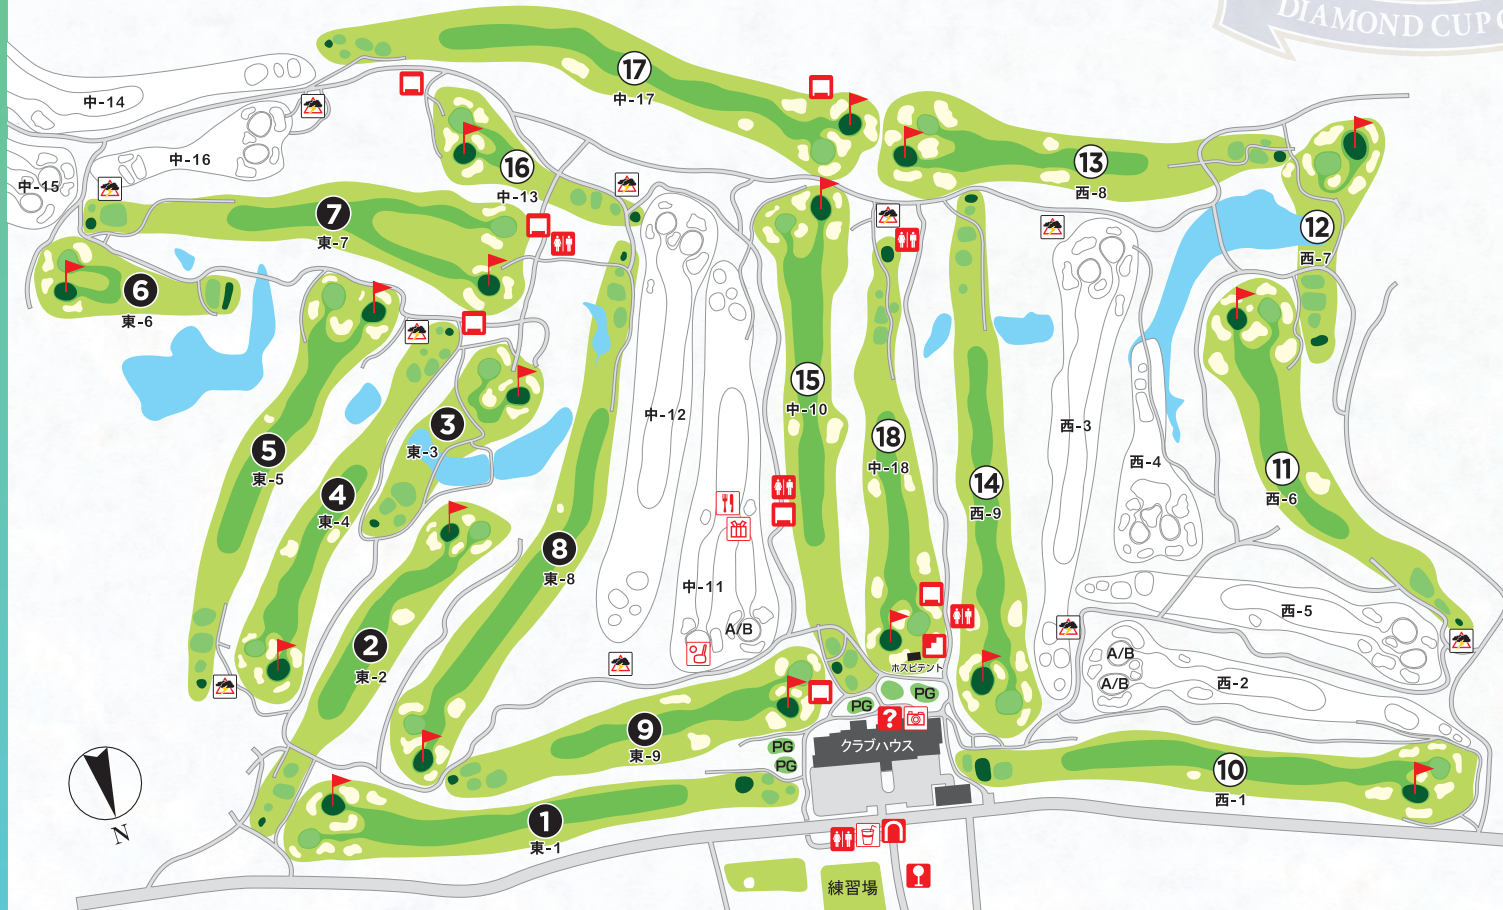 DIAMOND CUP G
17
中-17
中-14
中-16
中-15
16
中-13
13
西-8
7
東-7
12
西-7
6
東-6
15
中-10
中-12
西-3
3
東-3
5
東-5
18
中-18
西-4
11
西-6
4
東-4
14
西-9
8
東-8
中-11
A/B
西-5
2
東-2
ホスピテント
A/B
A/B
西-2
PG
PG
?
9
東-9
PG
PG
クラブハウス
10
西-1
1
東-1
N
練習場